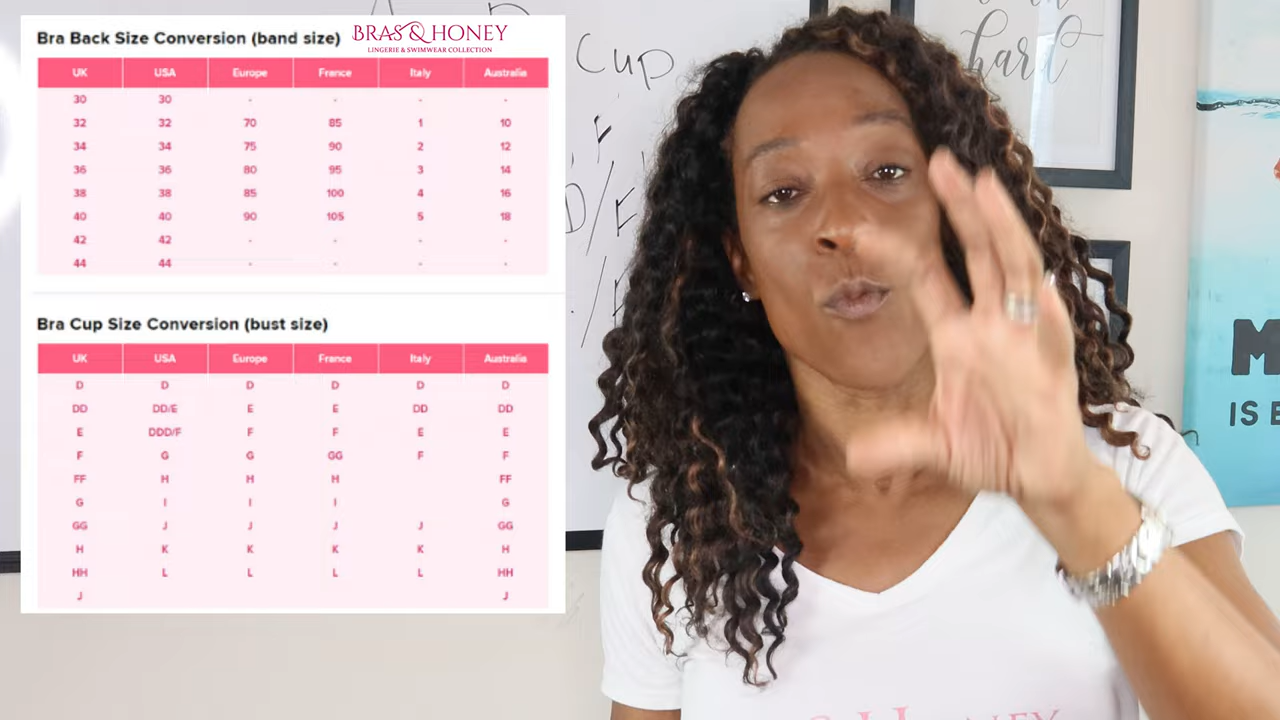 Bra Back Size Conversion (band size)
BRAS & HONEY
LINGERIE & SWIMWEAR COLLECTION
UK USA Europe France Italy Australia
30 30 - - - -
32 32 70 85 1 10
34 34 75 90 2 12
36 36 80 95 3 14
38 38 85 100 4 16
40 40 90 105 5 18
42 42 - - - -
44 44 - - - -
Bra Cup Size Conversion (bust size)
UK USA Europe France Italy Australia
D D D D D D
DD DD/E E E DD DD
E DDD/F F F E E
F G G GG F F
FF H H H FF
G I I I G
GG J J J J GG
H K K K K H
HH L L L L HH
J J
Cup
F
D/E
hard
IS